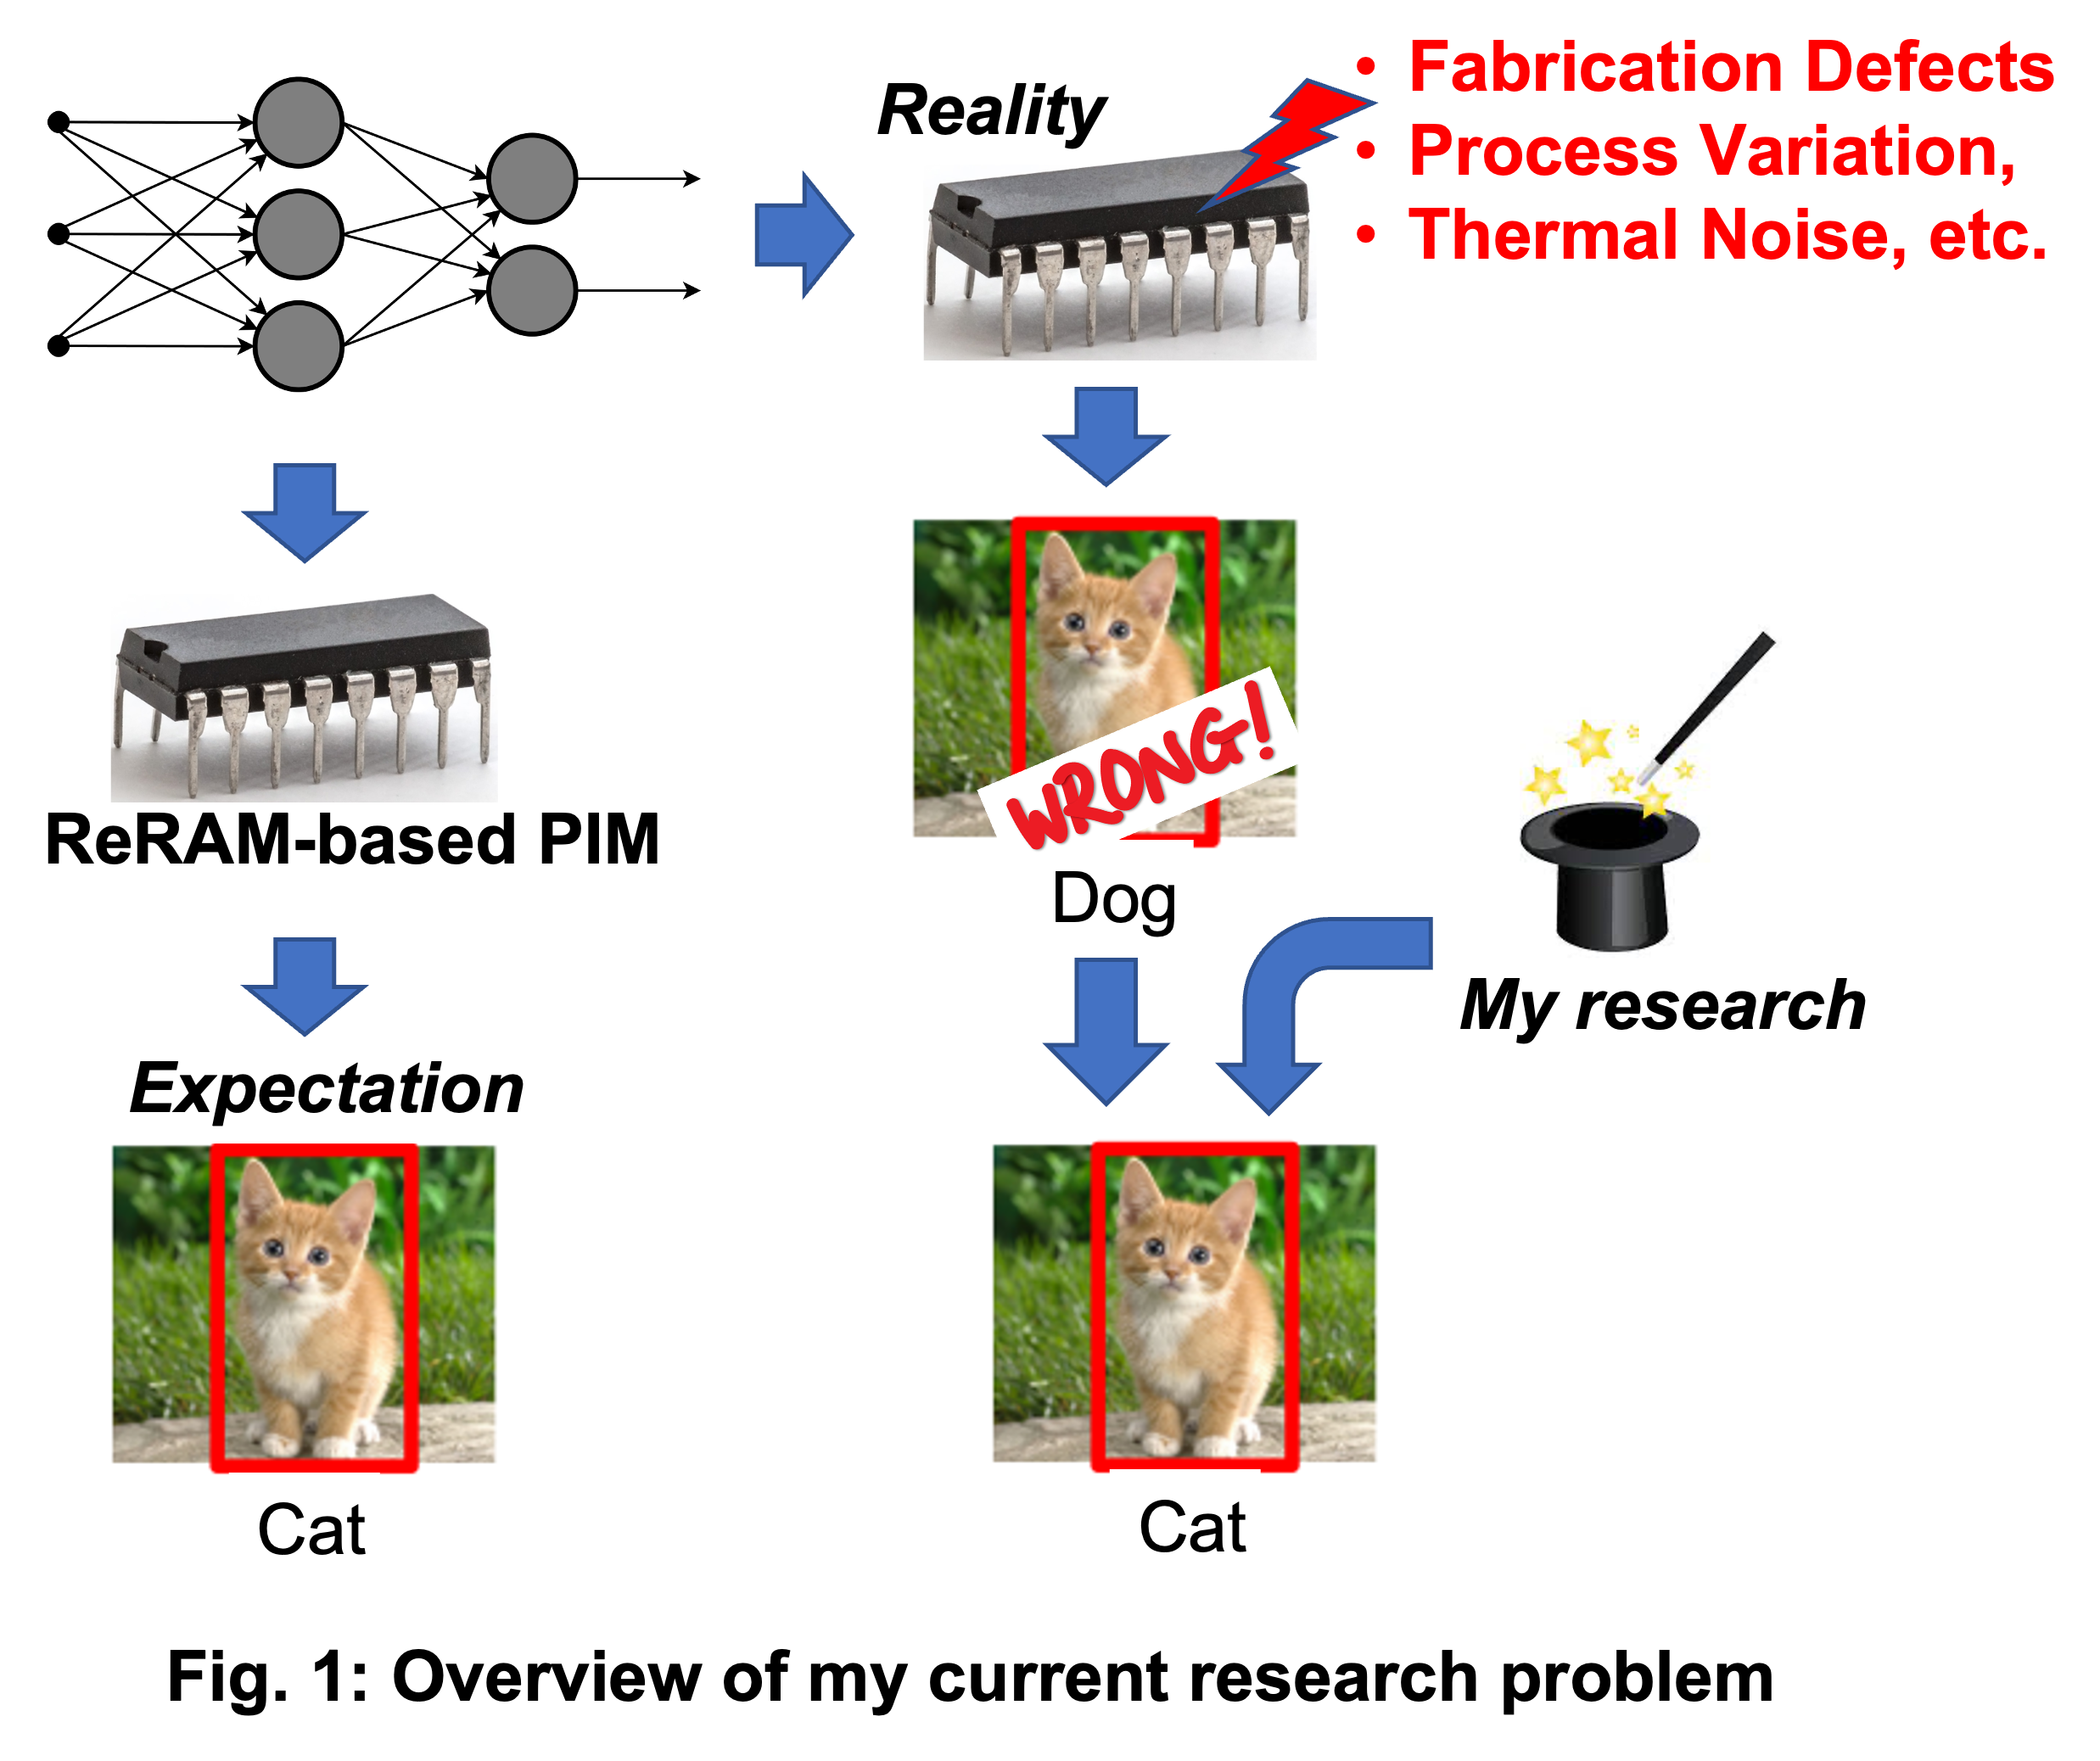 Reality
• Fabrication Defects
• Process Variation,
• Thermal Noise, etc.
ReRAM-based PIM
WRONG!
Dog
My research
Expectation
Cat
Cat
Fig. 1: Overview of my current research problem